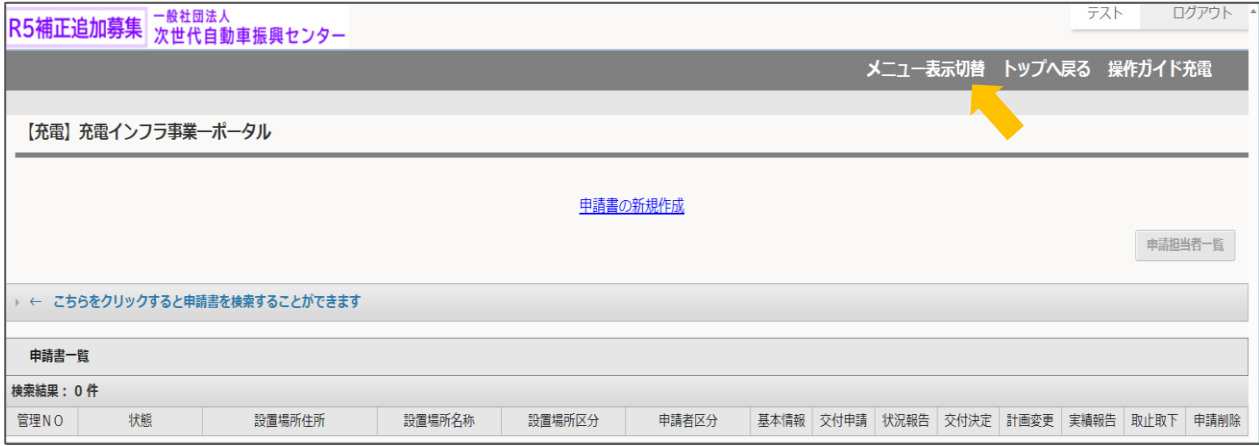 テスト ログアウト
R5補正追加募集 一般社団法人
次世代自動車振興センター
メニュー表示切替 トップへ戻る 操作ガイド充電
【充電】充電インフラ事業ーポータル
申請書の新規作成
申請担当者一覧
← こちらをクリックすると申請書を検索することができます
申請書一覧
検索結果： 0 件
管理ＮＯ 状態 設置場所住所 設置場所名称 設置場所区分 申請者区分 基本情報 交付申請 状況報告 交付決定 計画変更 実績報告 取止取下 申請削除